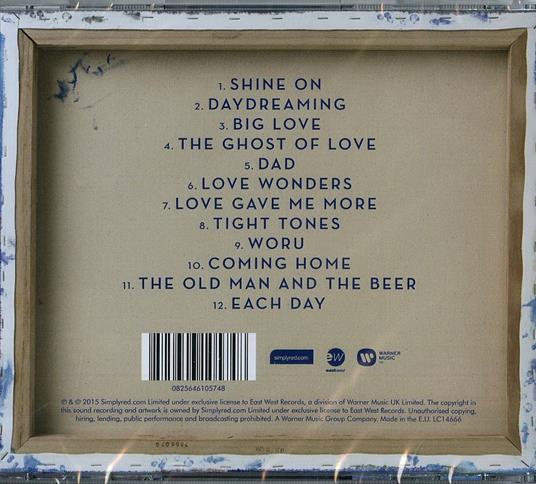 1. SHINE ON
2. DAYDREAMING
3. BIG LOVE
4. THE GHOST OF LOVE
5. DAD
6. LOVE WONDERS
7. LOVE GAVE ME MORE
8. TIGHT TONES
9. WORU
10. COMING HOME
11. THE OLD MAN AND THE BEER
12. EACH DAY
0825646105748
simplyred.com
ew
eastwest
WARNER
MUSIC
℗ & © 2015 Simplyred.com Limited under exclusive license to East West Records, a division of Warner Music UK Limited. The copyright in
this sound recording and artwork is owned by Simplyred.com Limited under exclusive license to East West Records. Unauthorised copying,
hiring, lending, public performance and broadcasting prohibited. A Warner Music Group Company. Made in the E.U. LC14666